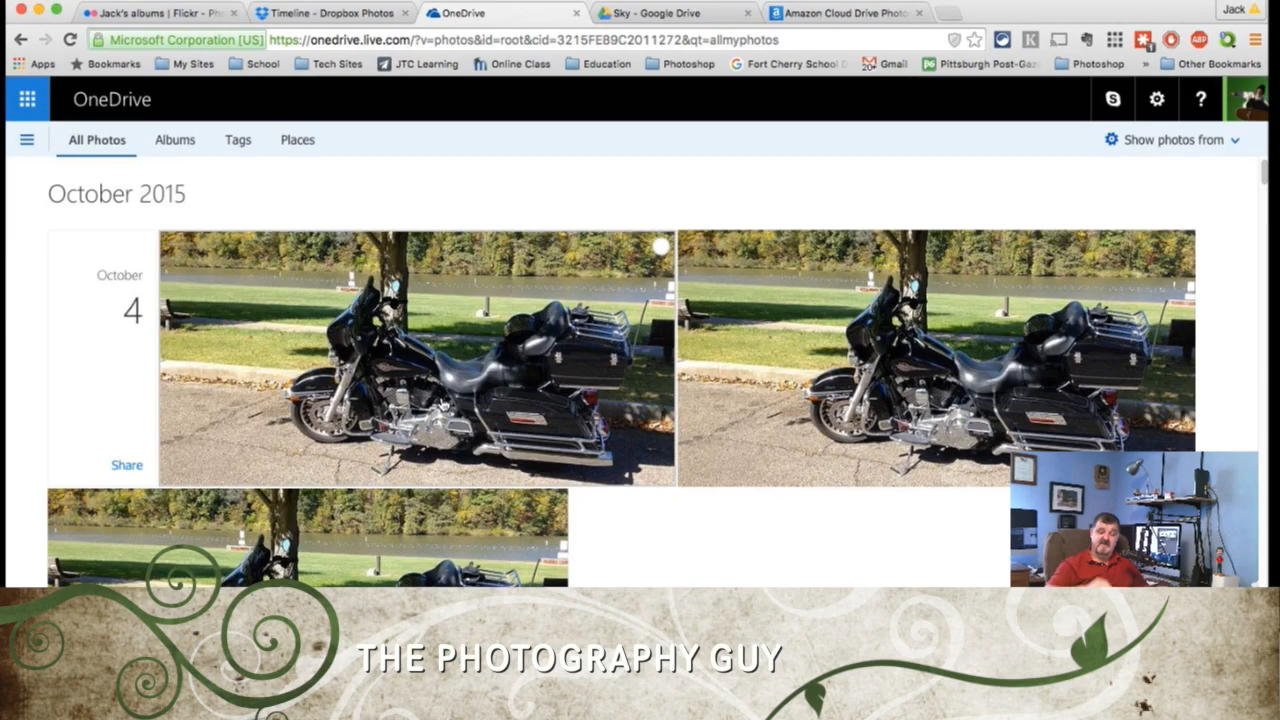 Jack's albums | Flickr - Ph
Timeline - Dropbox Photos
OneDrive
Sky - Google Drive
Amazon Cloud Drive Photo
Jack
Microsoft Corporation [US]
https://onedrive.live.com/?v=photos&id=root&cid=3215FE89C2011272&qt=allmyphotos
Apps
Bookmarks
My Sites
School
Tech Sites
JTC Learning
Online Class
Education
Photoshop
Fort Cherry School D
20+
Gmail
Pittsburgh Post-Gaz
Photoshop
»
Other Bookmarks
OneDrive
?
All Photos
Albums
Tags
Places
Show photos from
October 2015
October
4
Share
THE PHOTOGRAPHY GUY